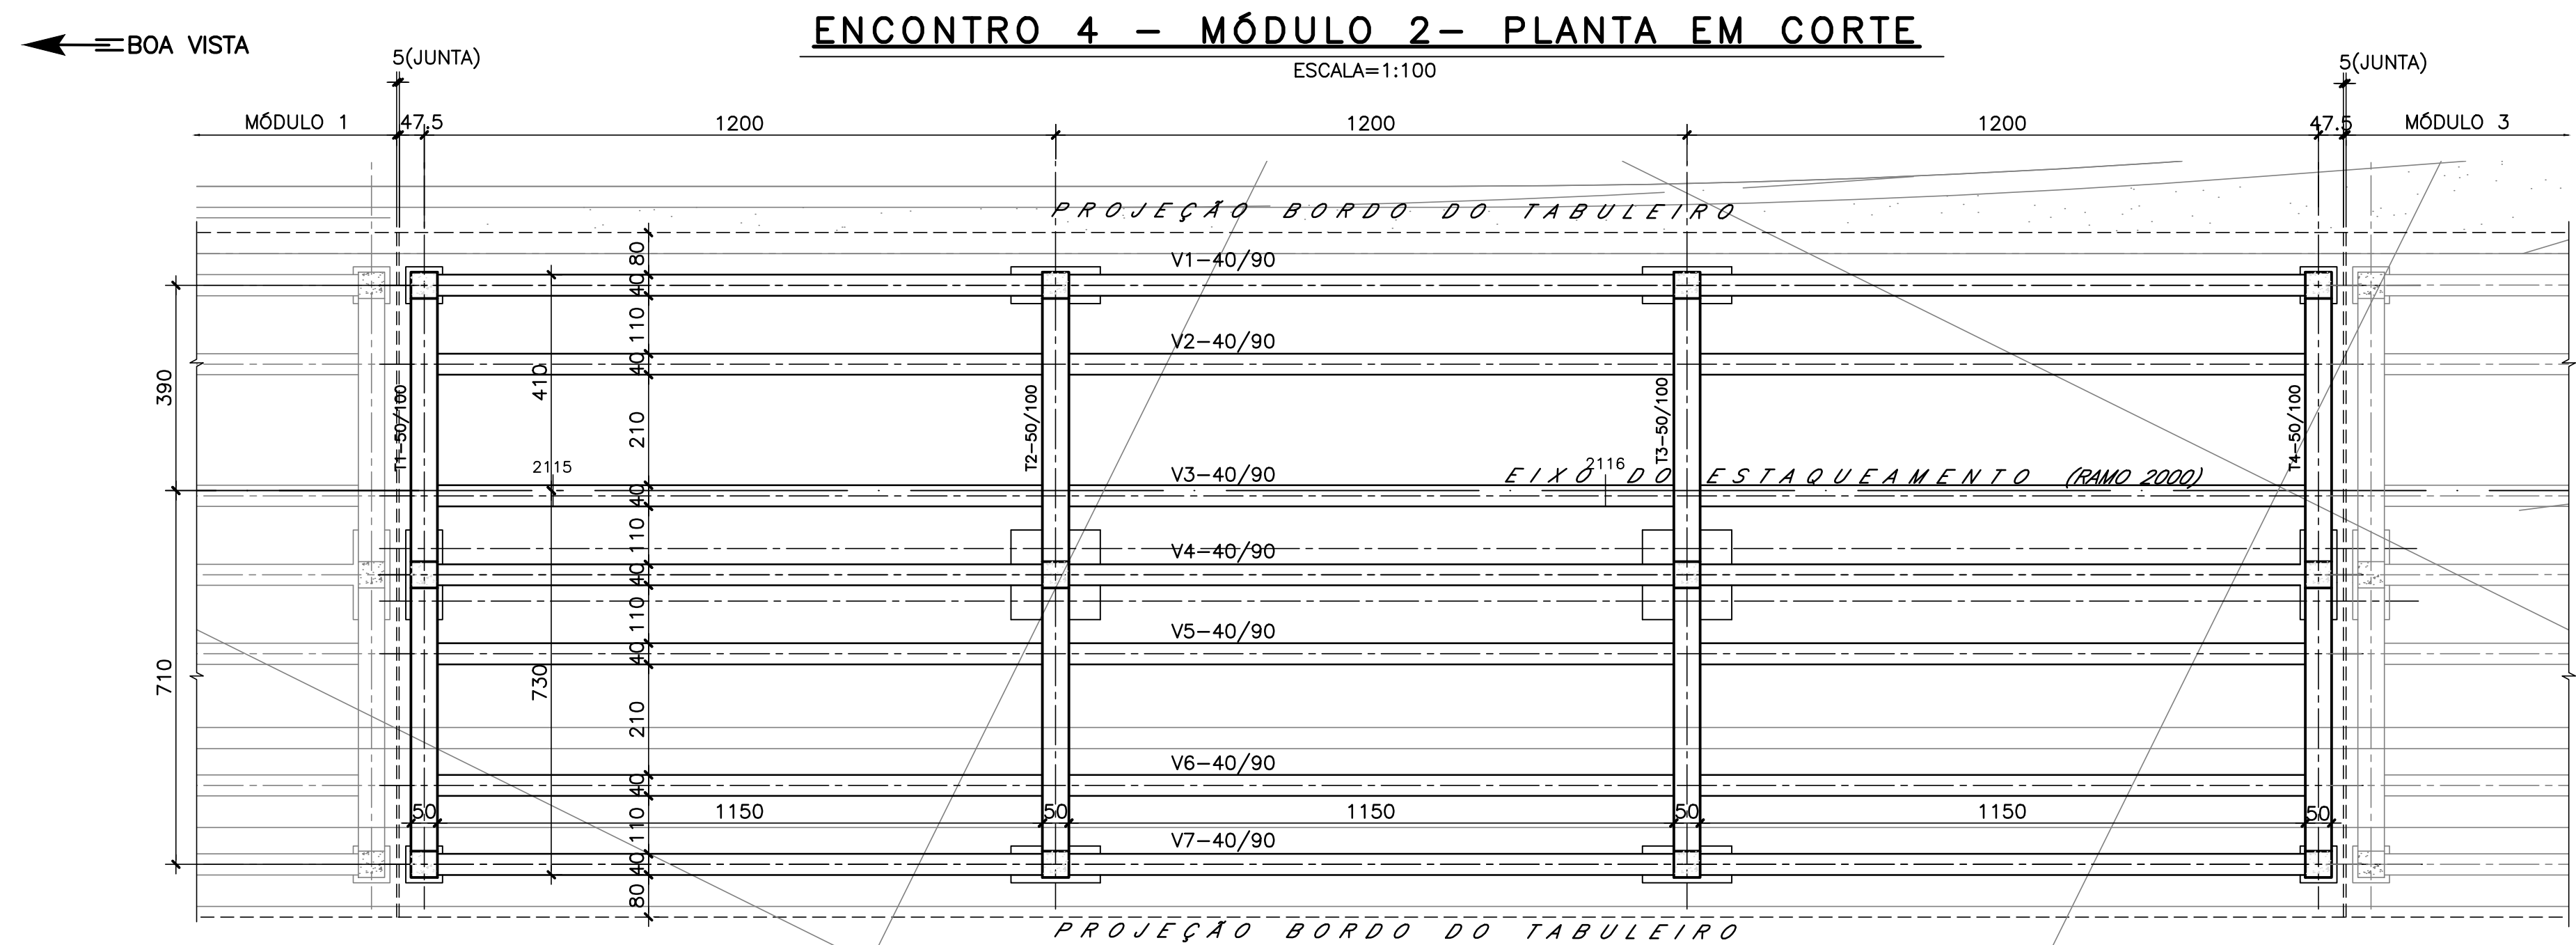 ENCONTRO 4 - MÓDULO 2- PLANTA EM CORTE
ESCALA=1:100
BOA VISTA
5(JUNTA)
5(JUNTA)
MÓDULO 1
47.5
1200
1200
1200
47.5
MÓDULO 3
PROJEÇÃO BORDO DO TABULEIRO
80
V1-40/90
40
110
V2-40/90
40
390
410
T1-50/100
T2-50/100
T3-50/100
T4-50/100
210
2115
2116
V3-40/90
EIXO DO ESTAQUEAMENTO (RAMO 2000)
40
110
V4-40/90
40
110
V5-40/90
40
710
730
210
V6-40/90
40
50
1150
50
1150
50
1150
50
110
V7-40/90
40
80
PROJEÇÃO BORDO DO TABULEIRO